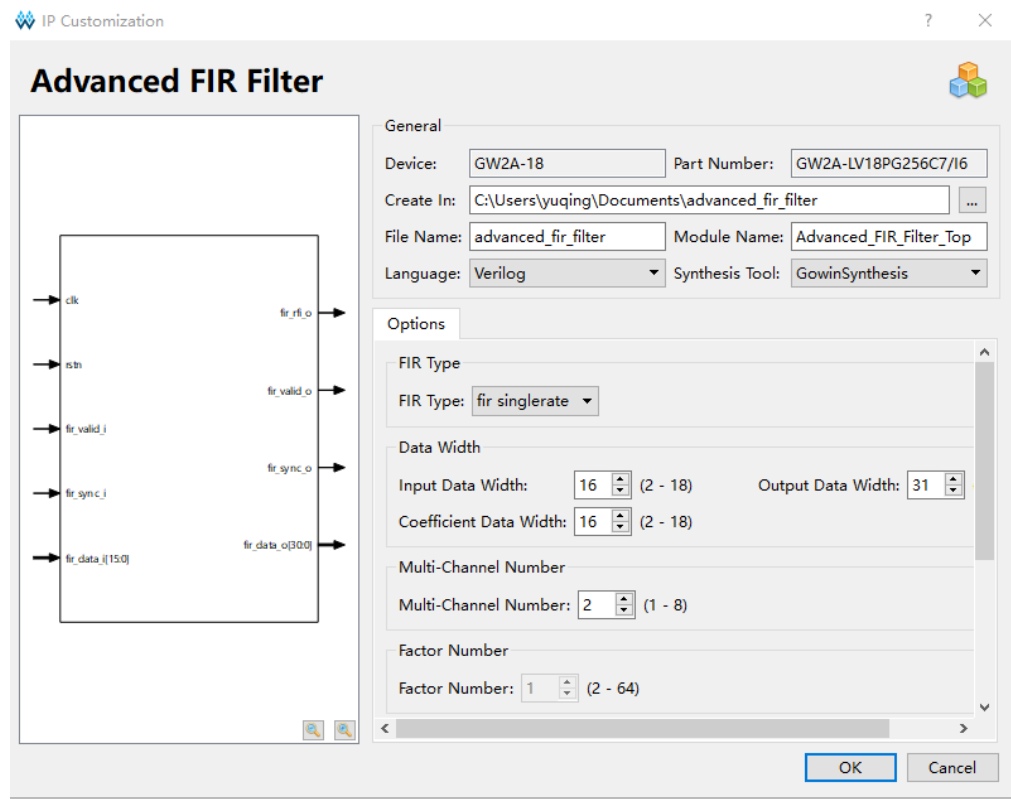 IP Customization
Advanced FIR Filter
clk
rstn
fir_valid_i
fir_sync_i
fir_data_i[15:0]
fir_rfi_o
fir_valid_o
fir_sync_o
fir_data_o[30:0]
General
Device: GW2A-18 Part Number: GW2A-LV18PG256C7/I6
Create In: C:\Users\yuqing\Documents\advanced_fir_filter ...
File Name: advanced_fir_filter Module Name: Advanced_FIR_Filter_Top
Language: Verilog Synthesis Tool: GowinSynthesis
Options
FIR Type
FIR Type: fir singlerate
Data Width
Input Data Width: 16 (2 - 18) Output Data Width: 31
Coefficient Data Width: 16 (2 - 18)
Multi-Channel Number
Multi-Channel Number: 2 (1 - 8)
Factor Number
Factor Number: 1 (2 - 64)
OK Cancel